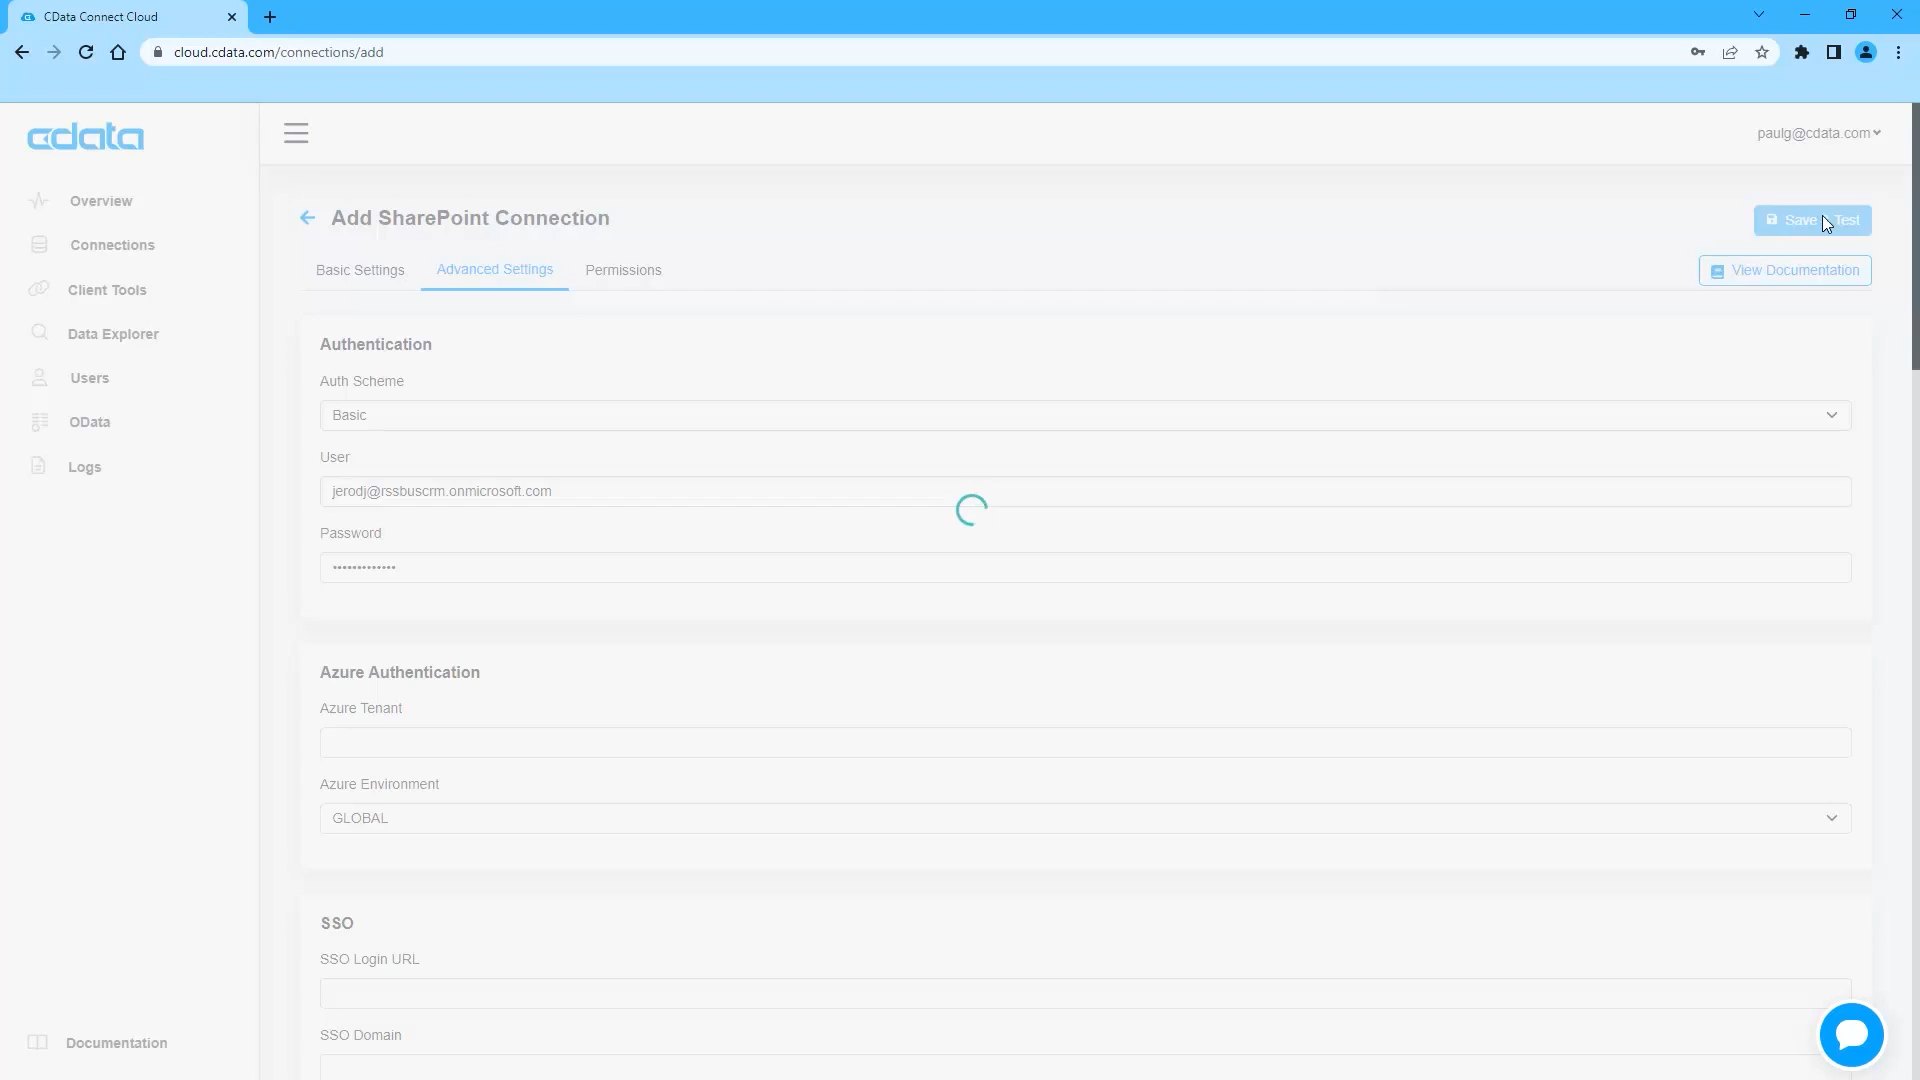 CData Connect Cloud
cloud.cdata.com/connections/add
cdata
paulg@cdata.com
Overview
Connections
Client Tools
Data Explorer
Users
OData
Logs
Documentation
Add SharePoint Connection
Save Test
Basic Settings
Advanced Settings
Permissions
View Documentation
Authentication
Auth Scheme
Basic
User
jerodj@rssbuscrm.onmicrosoft.com
Password
•••••••••••••
Azure Authentication
Azure Tenant
Azure Environment
GLOBAL
SSO
SSO Login URL
SSO Domain